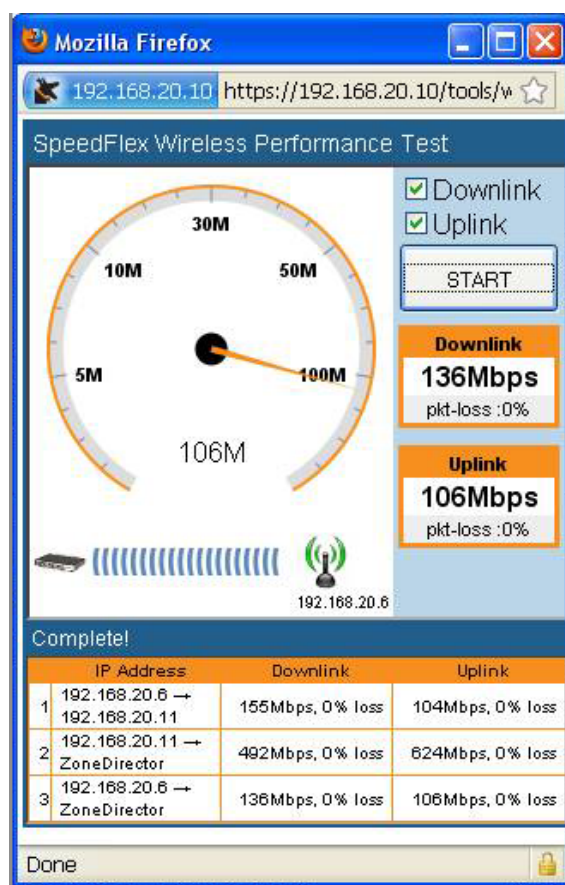 Mozilla Firefox
192.168.20.10 https://192.168.20.10/tools/w
SpeedFlex Wireless Performance Test
Downlink
Uplink
START
30M
10M
50M
5M
100M
106M
192.168.20.6
Downlink
136Mbps
pkt-loss :0%
Uplink
106Mbps
pkt-loss :0%
Complete!
IP Address Downlink Uplink
1 192.168.20.6 → 192.168.20.11 155Mbps, 0% loss 104Mbps, 0% loss
2 192.168.20.11 → ZoneDirector 492Mbps, 0% loss 624Mbps, 0% loss
3 192.168.20.6 → ZoneDirector 136Mbps, 0% loss 106Mbps, 0% loss
Done